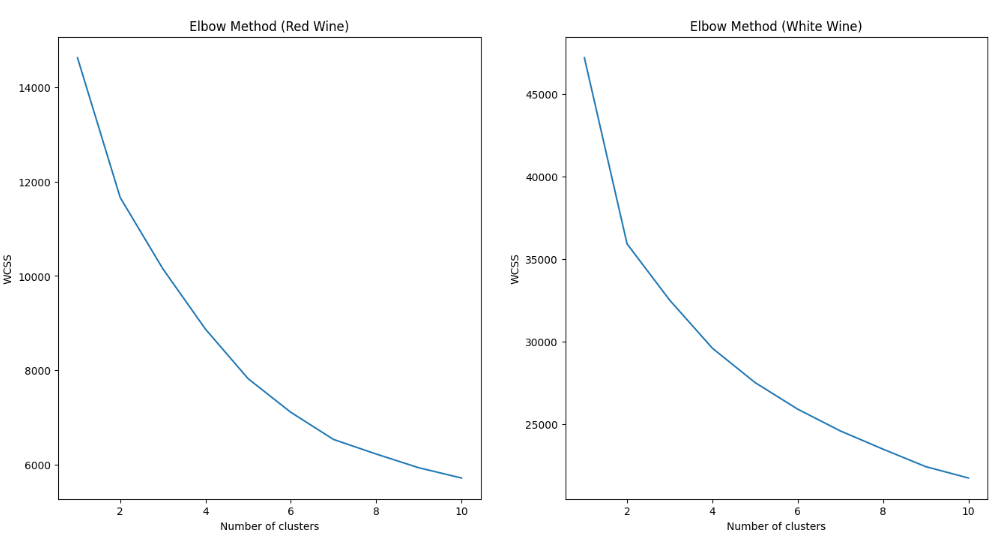 Elbow Method (Red Wine)
14000
12000
10000
8000
6000
WCSS
2 4 6 8 10
Number of clusters
Elbow Method (White Wine)
45000
40000
35000
30000
25000
WCSS
2 4 6 8 10
Number of clusters